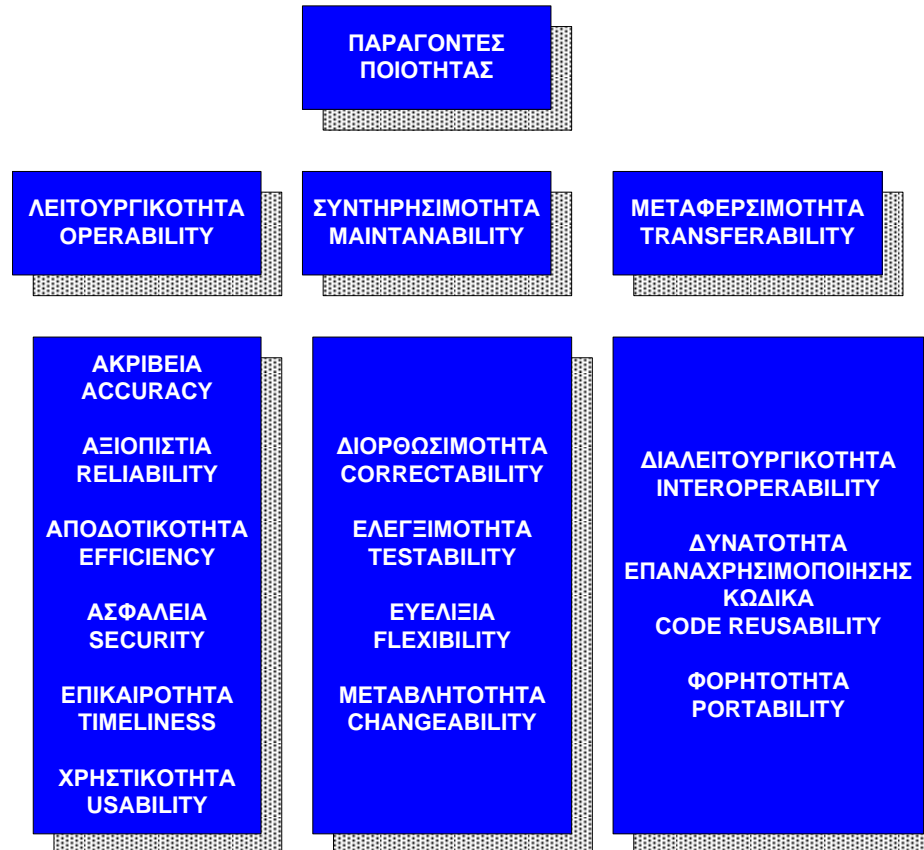 ΠΑΡΑΓΟΝΤΕΣ
ΠΟΙΟΤΗΤΑΣ
ΛΕΙΤΟΥΡΓΙΚΟΤΗΤΑ
OPERABILITY
ΣΥΝΤΗΡΗΣΙΜΟΤΗΤΑ
MAINTANABILITY
ΜΕΤΑΦΕΡΣΙΜΟΤΗΤΑ
TRANSFERABILITY
ΑΚΡΙΒΕΙΑ
ACCURACY
ΑΞΙΟΠΙΣΤΙΑ
RELIABILITY
ΑΠΟΔΟΤΙΚΟΤΗΤΑ
EFFICIENCY
ΑΣΦΑΛΕΙΑ
SECURITY
ΕΠΙΚΑΙΡΟΤΗΤΑ
TIMELINESS
ΧΡΗΣΤΙΚΟΤΗΤΑ
USABILITY
ΔΙΟΡΘΩΣΙΜΟΤΗΤΑ
CORRECTABILITY
ΕΛΕΓΞΙΜΟΤΗΤΑ
TESTABILITY
ΕΥΕΛΙΞΙΑ
FLEXIBILITY
ΜΕΤΑΒΛΗΤΟΤΗΤΑ
CHANGEABILITY
ΔΙΑΛΕΙΤΟΥΡΓΙΚΟΤΗΤΑ
INTEROPERABILITY
ΔΥΝΑΤΟΤΗΤΑ
ΕΠΑΝΑΧΡΗΣΙΜΟΠΟΙΗΣΗΣ
ΚΩΔΙΚΑ
CODE REUSABILITY
ΦΟΡΗΤΟΤΗΤΑ
PORTABILITY